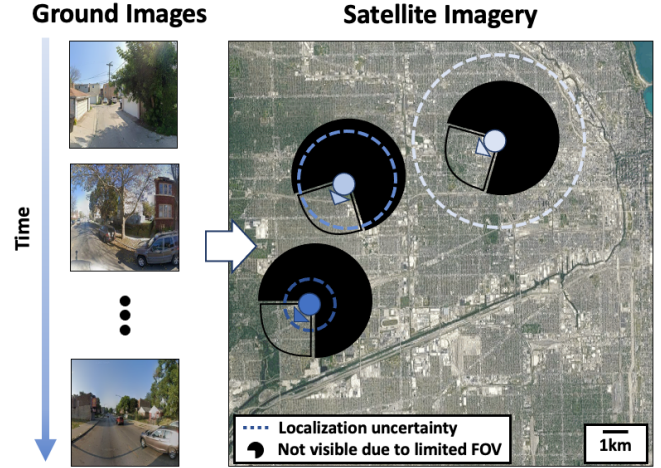 Ground Images
Satellite Imagery
Time
Localization uncertainty
Not visible due to limited FOV
1km